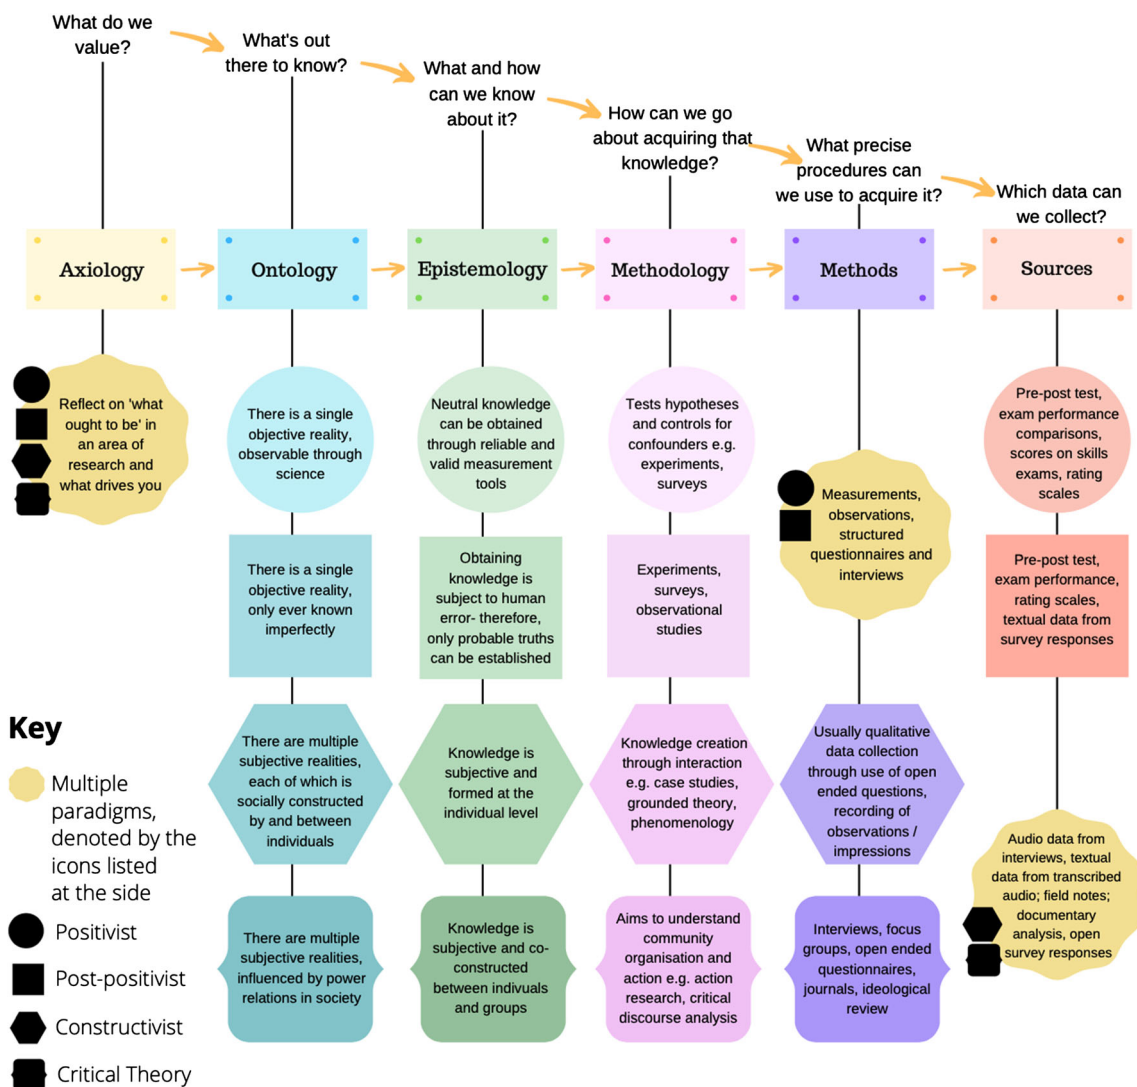 What do we
value?
What's out
there to know?
What and how
can we know
about it?
How can we go
about acquiring that
knowledge?
What precise
procedures can
we use to acquire it?
Which data can
we collect?
Axiology
Ontology
Epistemology
Methodology
Methods
Sources
Reflect on 'what
ought to be' in
an area of
research and
what drives you
There is a single
objective reality,
observable through
science
Neutral knowledge
can be obtained
through reliable and
valid measurement
tools
Tests hypotheses
and controls for
confounders e.g.
experiments,
surveys
Measurements,
observations,
structured
questionnaires and
interviews
Pre-post test,
exam performance
comparisons,
scores on skills
exams, rating
scales
There is a single
objective reality,
only ever known
imperfectly
Obtaining
knowledge is
subject to human
error- therefore,
only probable truths
can be established
Experiments,
surveys,
observational
studies
Pre-post test,
exam performance,
rating scales,
textual data from
survey responses
There are multiple
subjective realities,
each of which is
socially constructed
by and between
individuals
Knowledge is
subjective and
formed at the
individual level
Knowledge creation
through interaction
e.g. case studies,
grounded theory,
phenomenology
Usually qualitative
data collection
through use of open
ended questions,
recording of
observations /
impressions
Audio data from
interviews, textual
data from transcribed
audio; field notes;
documentary
analysis, open
survey responses
There are multiple
subjective realities,
influenced by power
relations in society
Knowledge is
subjective and co-
constructed
between indivuals
and groups
Aims to understand
community
organisation and
action e.g. action
research, critical
discourse analysis
Interviews, focus
groups, open ended
questionnaires,
journals, ideological
review
Key
Multiple
paradigms,
denoted by the
icons listed
at the side
Positivist
Post-positivist
Constructivist
Critical Theory